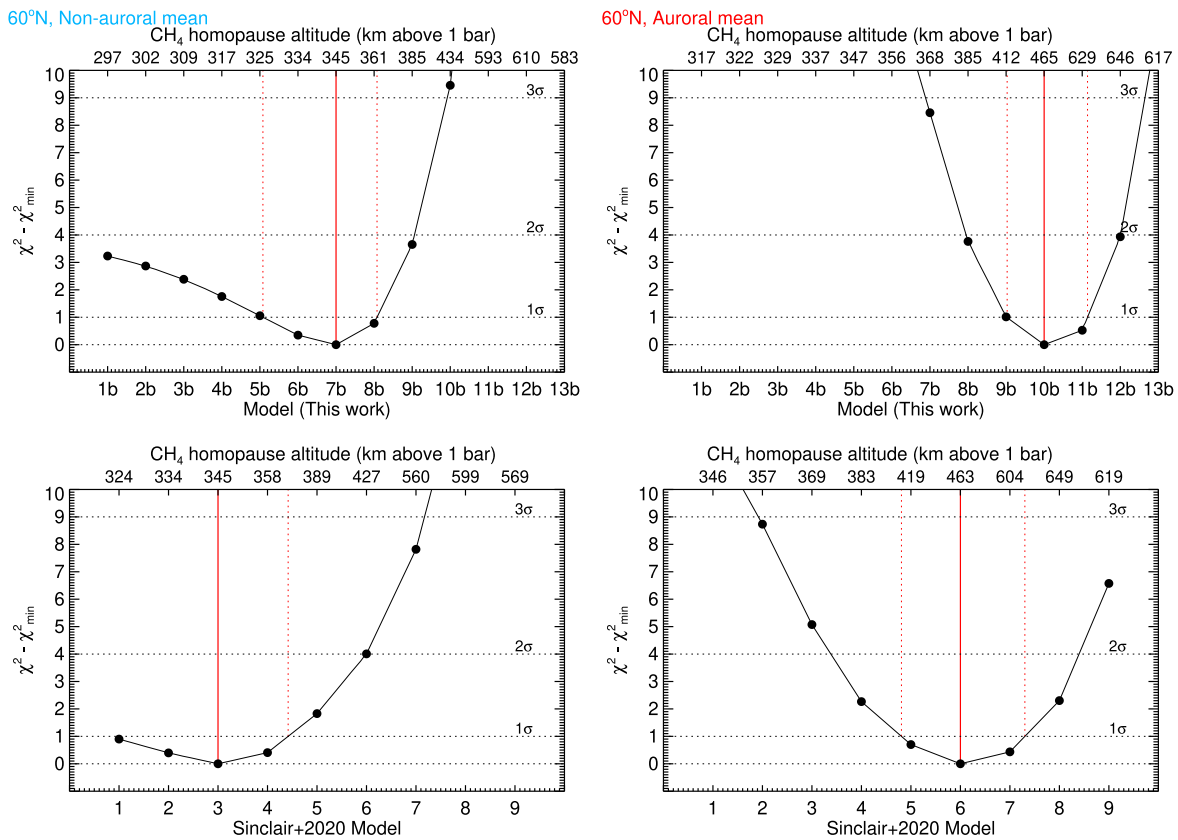 60°N, Non-auroral mean
CH4 homopause altitude (km above 1 bar)
297 302 309 317 325 334 345 361 385 434 593 610 583
10
9
8
7
6
5
4
3
2
1
0
3σ
2σ
1σ
χ² - χ²min
1b 2b 3b 4b 5b 6b 7b 8b 9b 10b 11b 12b 13b
Model (This work)
60°N, Auroral mean
CH4 homopause altitude (km above 1 bar)
317 322 329 337 347 356 368 385 412 465 629 646 617
10
9
8
7
6
5
4
3
2
1
0
3σ
2σ
1σ
χ² - χ²min
1b 2b 3b 4b 5b 6b 7b 8b 9b 10b 11b 12b 13b
Model (This work)
CH4 homopause altitude (km above 1 bar)
324 334 345 358 389 427 560 599 569
10
9
8
7
6
5
4
3
2
1
0
3σ
2σ
1σ
χ² - χ²min
1 2 3 4 5 6 7 8 9
Sinclair+2020 Model
CH4 homopause altitude (km above 1 bar)
346 357 369 383 419 463 604 649 619
10
9
8
7
6
5
4
3
2
1
0
3σ
2σ
1σ
χ² - χ²min
1 2 3 4 5 6 7 8 9
Sinclair+2020 Model